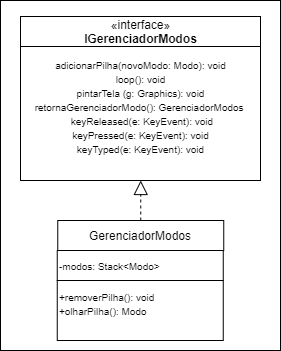 «interface»
IGerenciadorModos
adicionarPilha(novoModo: Modo): void
loop(): void
pintarTela (g: Graphics): void
retornaGerenciadorModo(): GerenciadorModos
keyReleased(e: KeyEvent): void
keyPressed(e: KeyEvent): void
keyTyped(e: KeyEvent): void
GerenciadorModos
-modos: Stack<Modo>
+removerPilha(): void
+olharPilha(): Modo